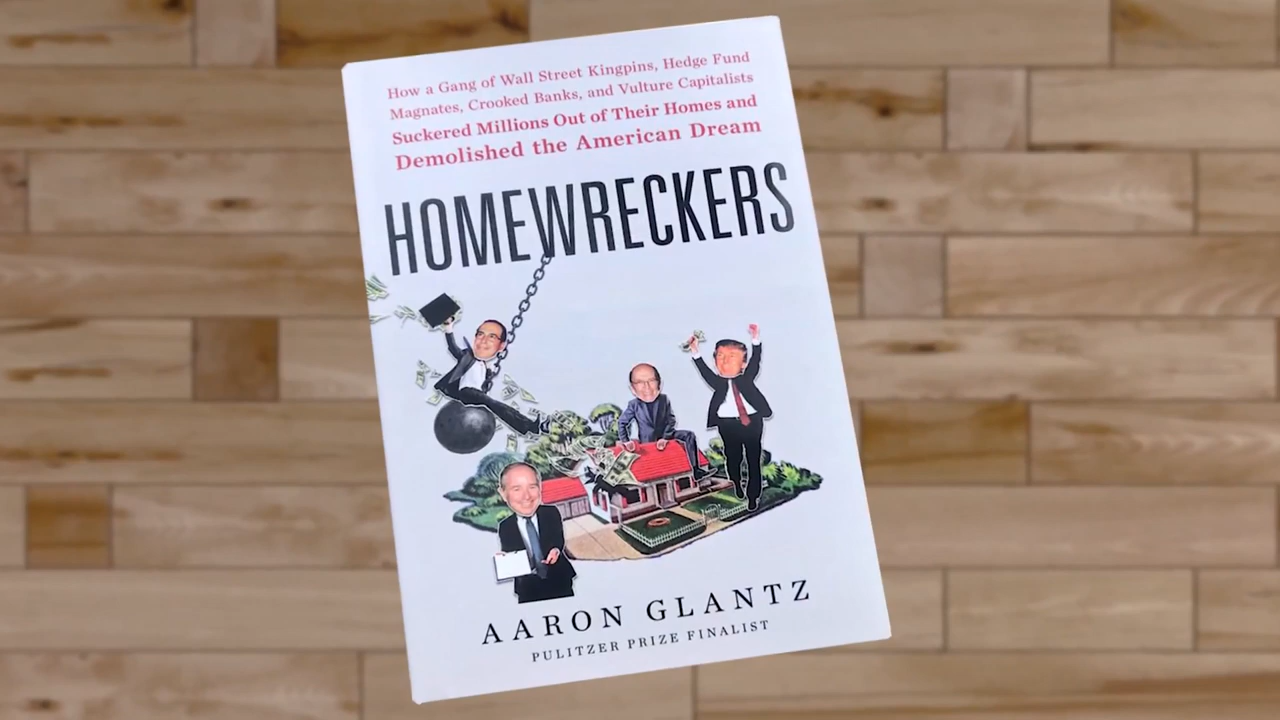 How a Gang of Wall Street Kingpins, Hedge Fund
Magnates, Crooked Banks, and Vulture Capitalists
Suckered Millions Out of Their Homes and
Demolished the American Dream
HOMEWRECKERS
AARON GLANTZ
PULITZER PRIZE FINALIST